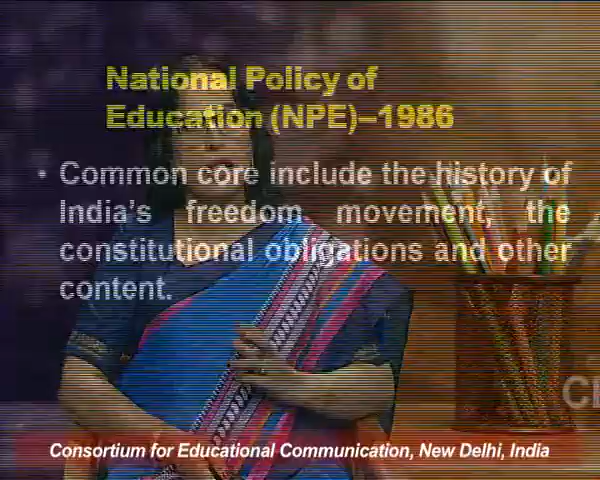 National Policy of
Education (NPE)–1986
• Common core include the history of
India's freedom movement, the
constitutional obligations and other
content.
Consortium for Educational Communication, New Delhi, India